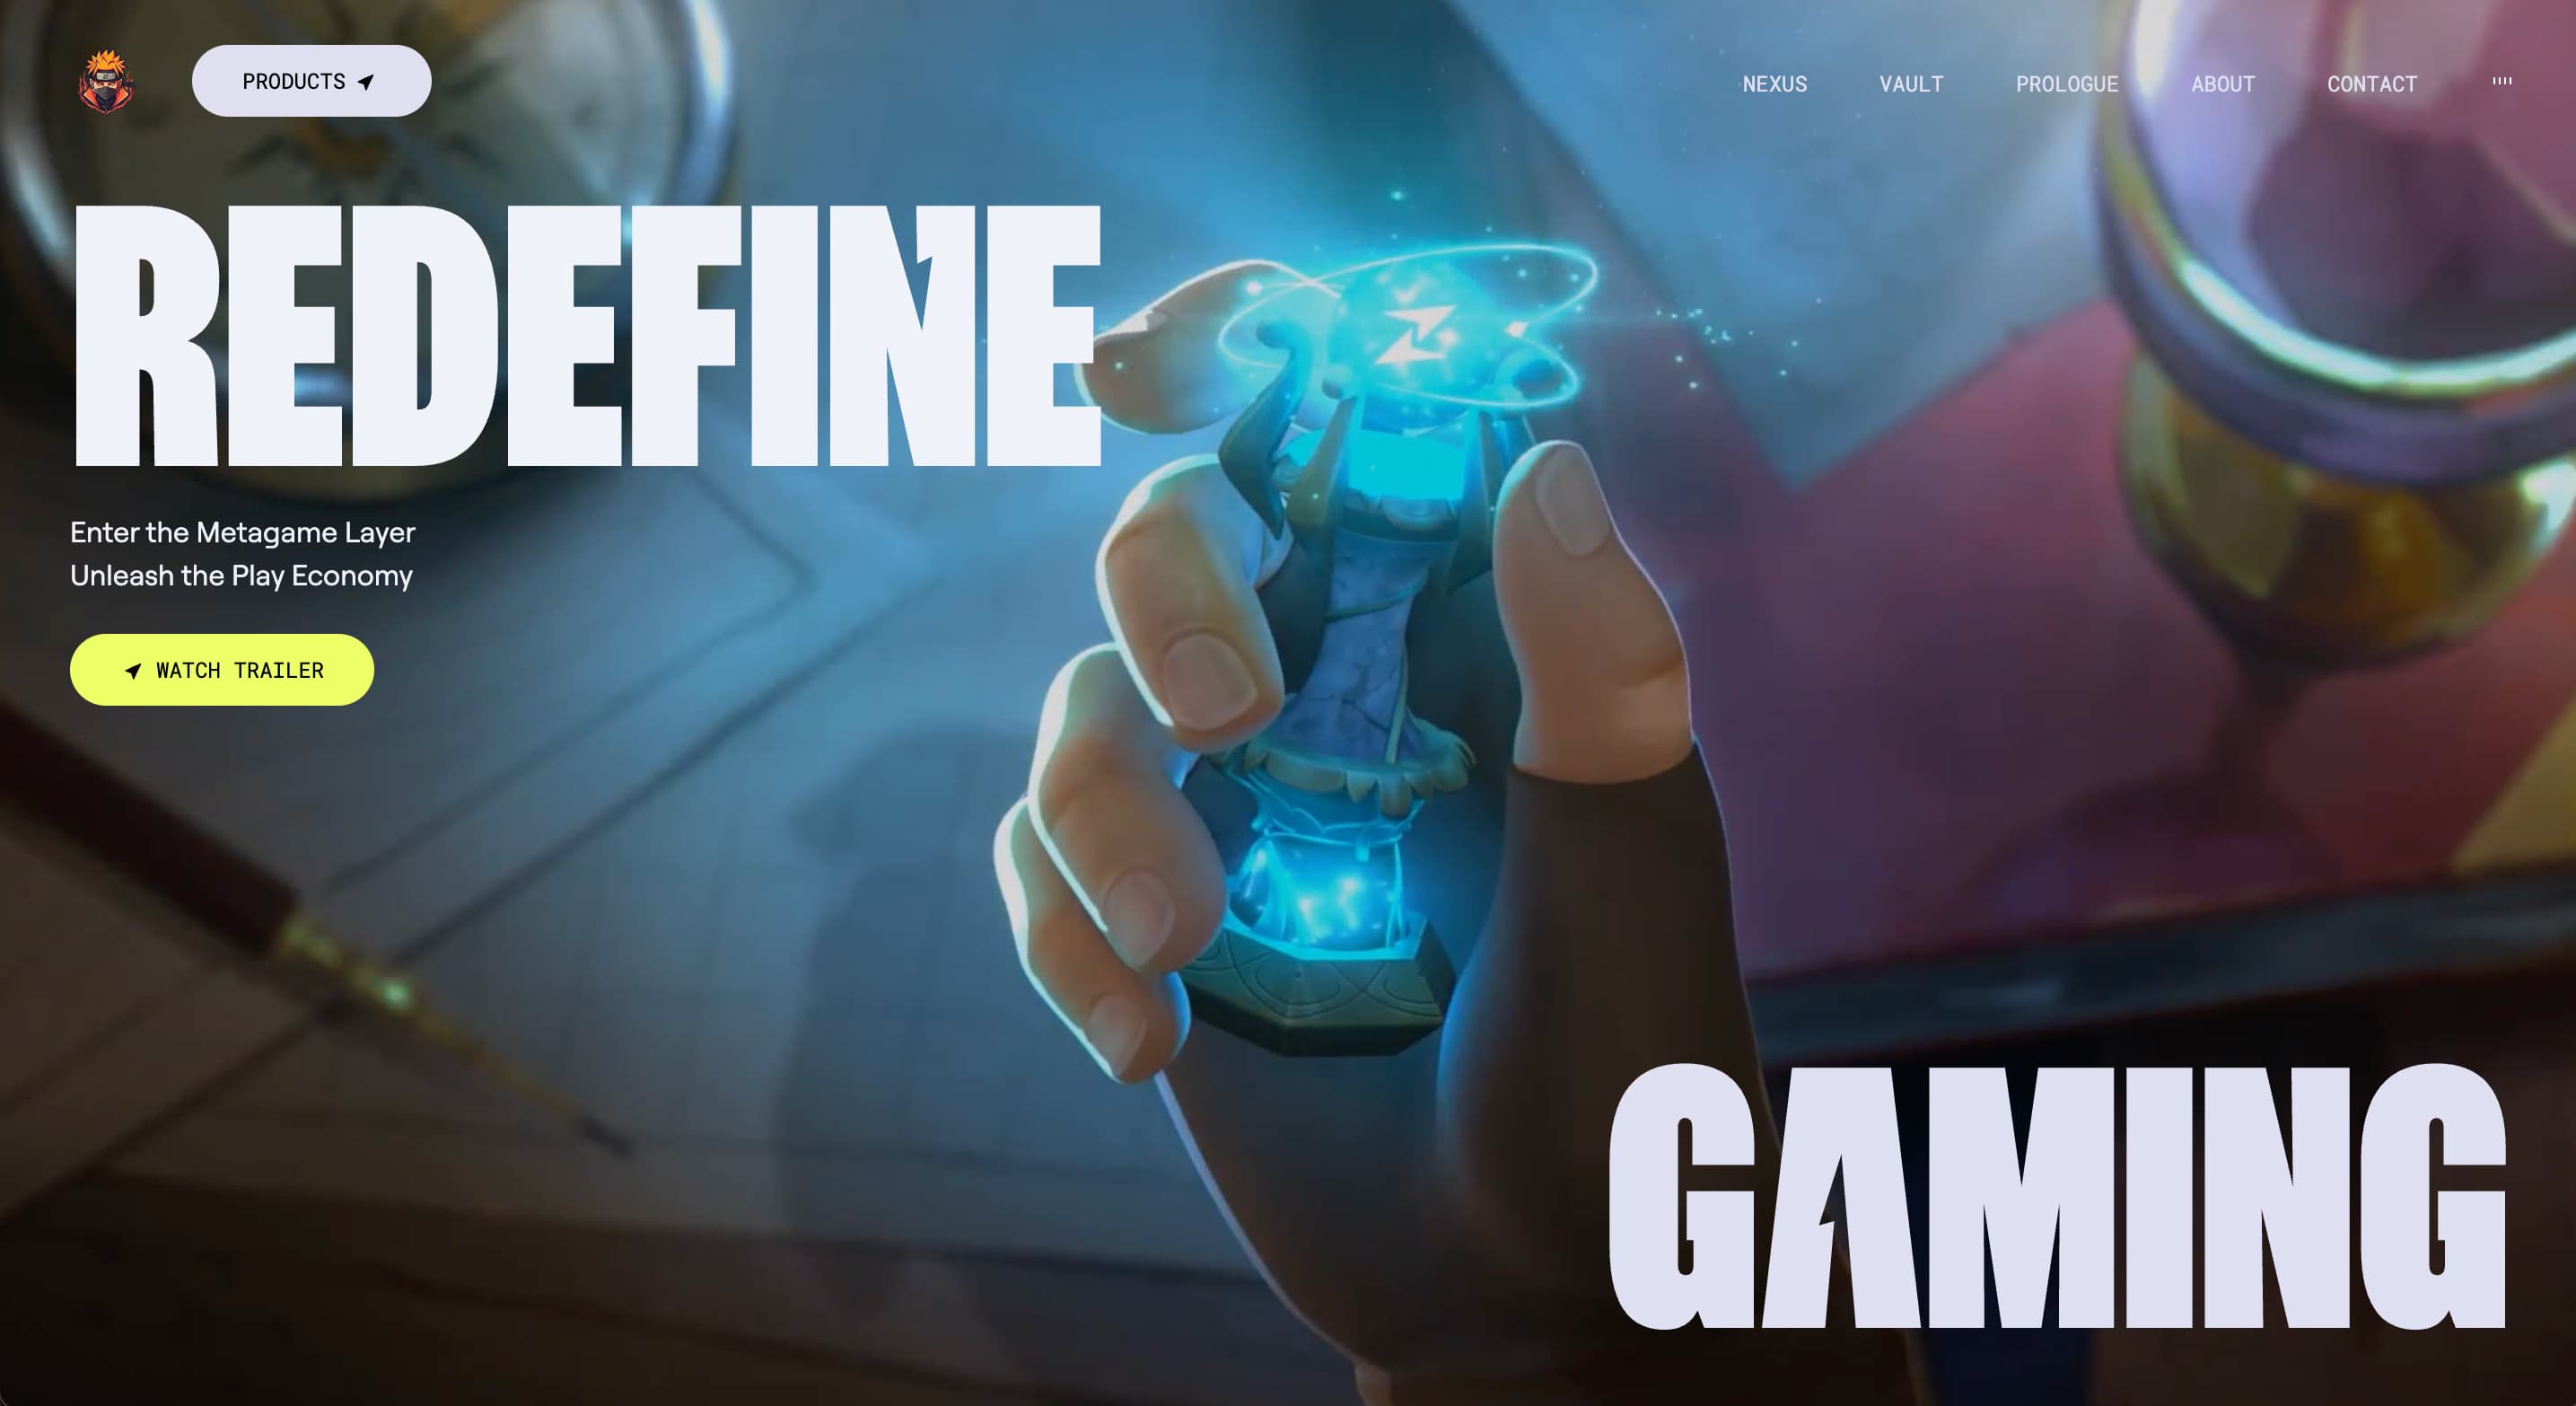 PRODUCTS
NEXUS VAULT PROLOGUE ABOUT CONTACT
REDEFINE
Enter the Metagame Layer
Unleash the Play Economy
WATCH TRAILER
GAMING